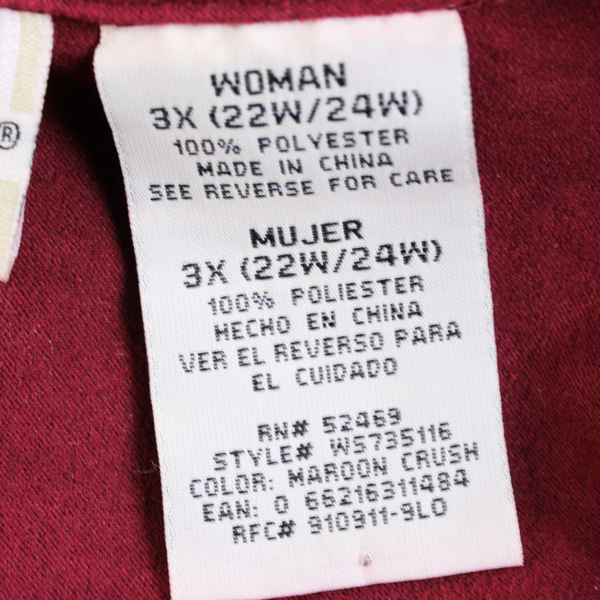 ®
WOMAN
3X (22W/24W)
100% POLYESTER
MADE IN CHINA
SEE REVERSE FOR CARE
MUJER
3X (22W/24W)
100% POLIESTER
HECHO EN CHINA
VER EL REVERSO PARA
EL CUIDADO
RN# 52469
STYLE# WS735116
COLOR: MAROON CRUSH
EAN: 0 66216311484
RFC# 910911-9L0